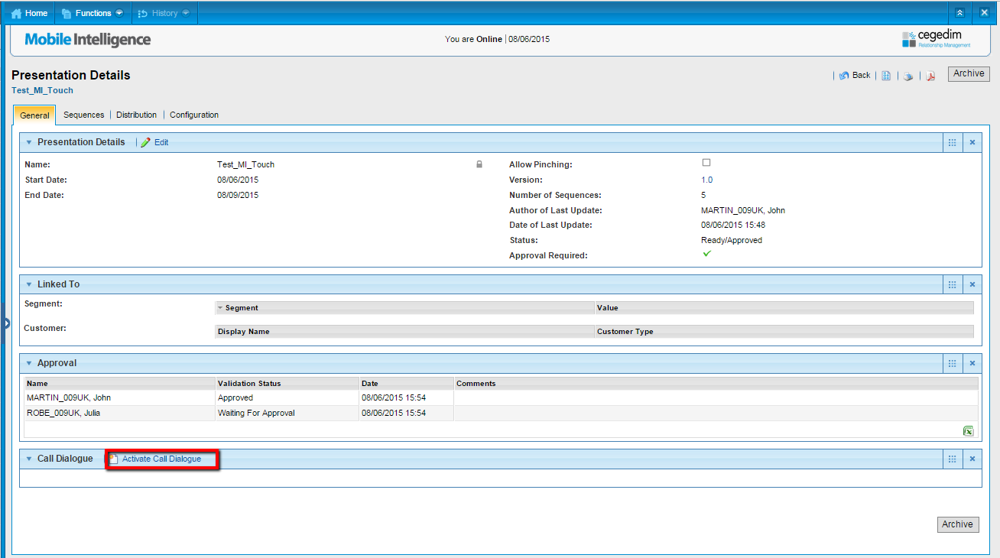 Home Functions History
Mobile Intelligence You are Online | 08/06/2015 cegedim
Relationship Management
Presentation Details Back Archive
Test_MI_Touch
General Sequences Distribution Configuration
Presentation Details Edit
Name: Test_MI_Touch Allow Pinching:
Start Date: 08/06/2015 Version: 1.0
End Date: 08/09/2015 Number of Sequences: 5
Author of Last Update: MARTIN_009UK, John
Date of Last Update: 08/06/2015 15:48
Status: Ready/Approved
Approval Required:
Linked To
Segment: Segment Value
Customer: Display Name Customer Type
Approval
Name Validation Status Date Comments
MARTIN_009UK, John Approved 08/06/2015 15:54
ROBE_009UK, Julia Waiting For Approval 08/06/2015 15:54
Call Dialogue Activate Call Dialogue
Archive